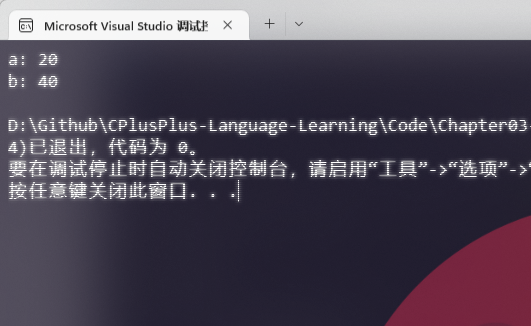 Microsoft Visual Studio 调试
a: 20
b: 40
D:\Github\CPlusPlus-Language-Learning\Code\Chapter03-
4)已退出，代码为 0。
要在调试停止时自动关闭控制台，请启用“工具”->“选项”->“
按任意键关闭此窗口. . .